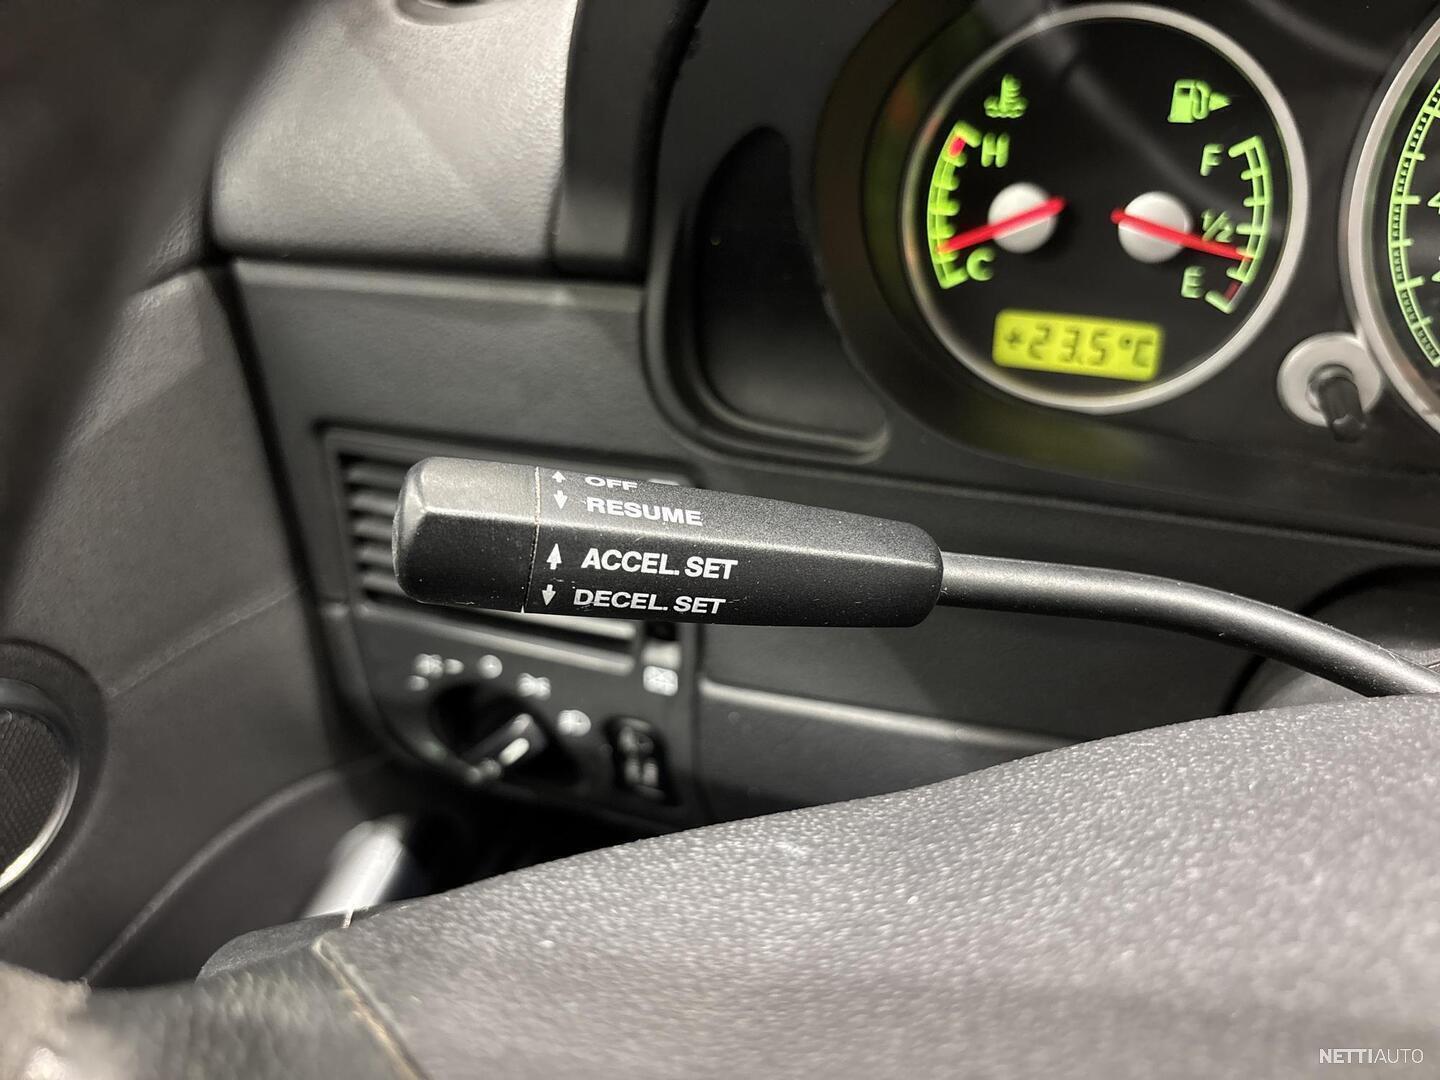 H
F
1/2
C
E
+23.5°C
OFF
RESUME
ACCEL. SET
DECEL. SET
NETTIAUTO